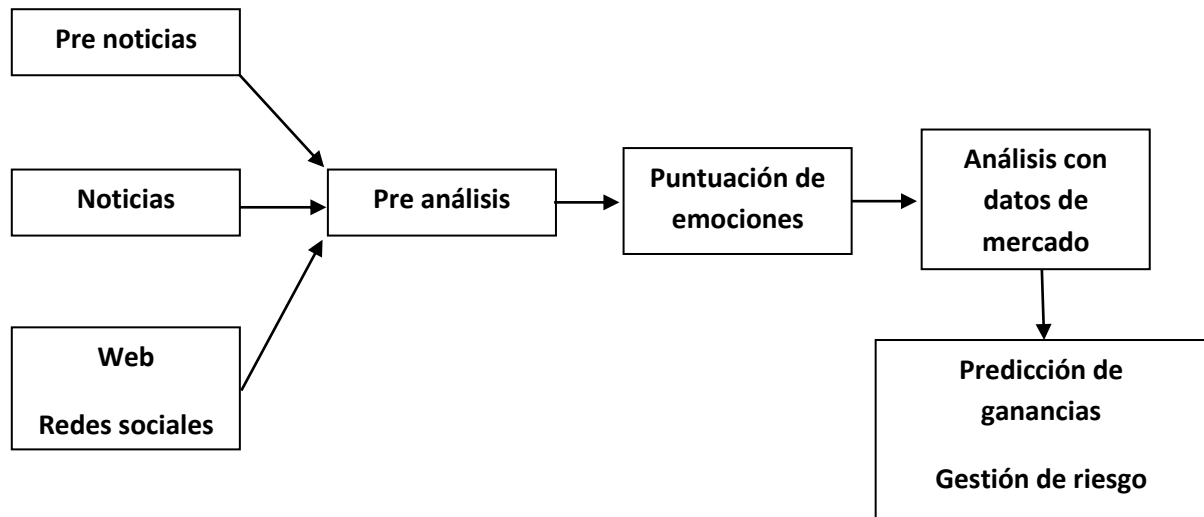 Pre noticias
Noticias
Web
Redes sociales
Pre análisis
Puntuación de
emociones
Análisis con
datos de
mercado
Predicción de
ganancias
Gestión de riesgo